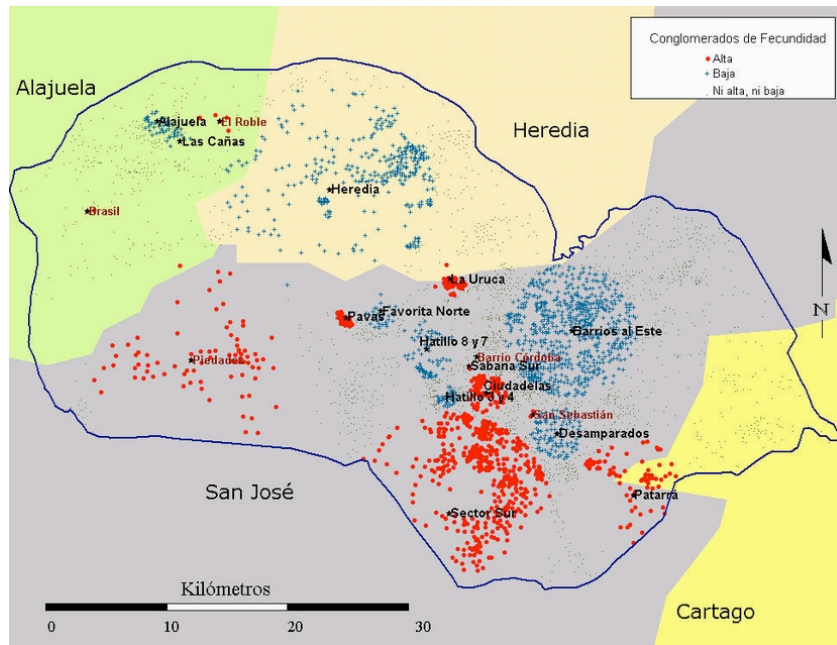 Conglomerados de Fecundidad
Alta
Baja
Ni alta, ni baja
Alajuela
Heredia
Alajuela
El Roble
Las Cañas
Heredia
Brasil
La Uruca
Pavas
Favorita Norte
Barrios al Este
Hatillo 8 y 7
Barrio Córdoba
Piedades
Sabana Sur
Ciudadelas
Hatillo 3 y 4
San Sebastián
Desamparados
San José
Patarrá
Sector Sur
N
Kilómetros
Cartago
0 10 20 30